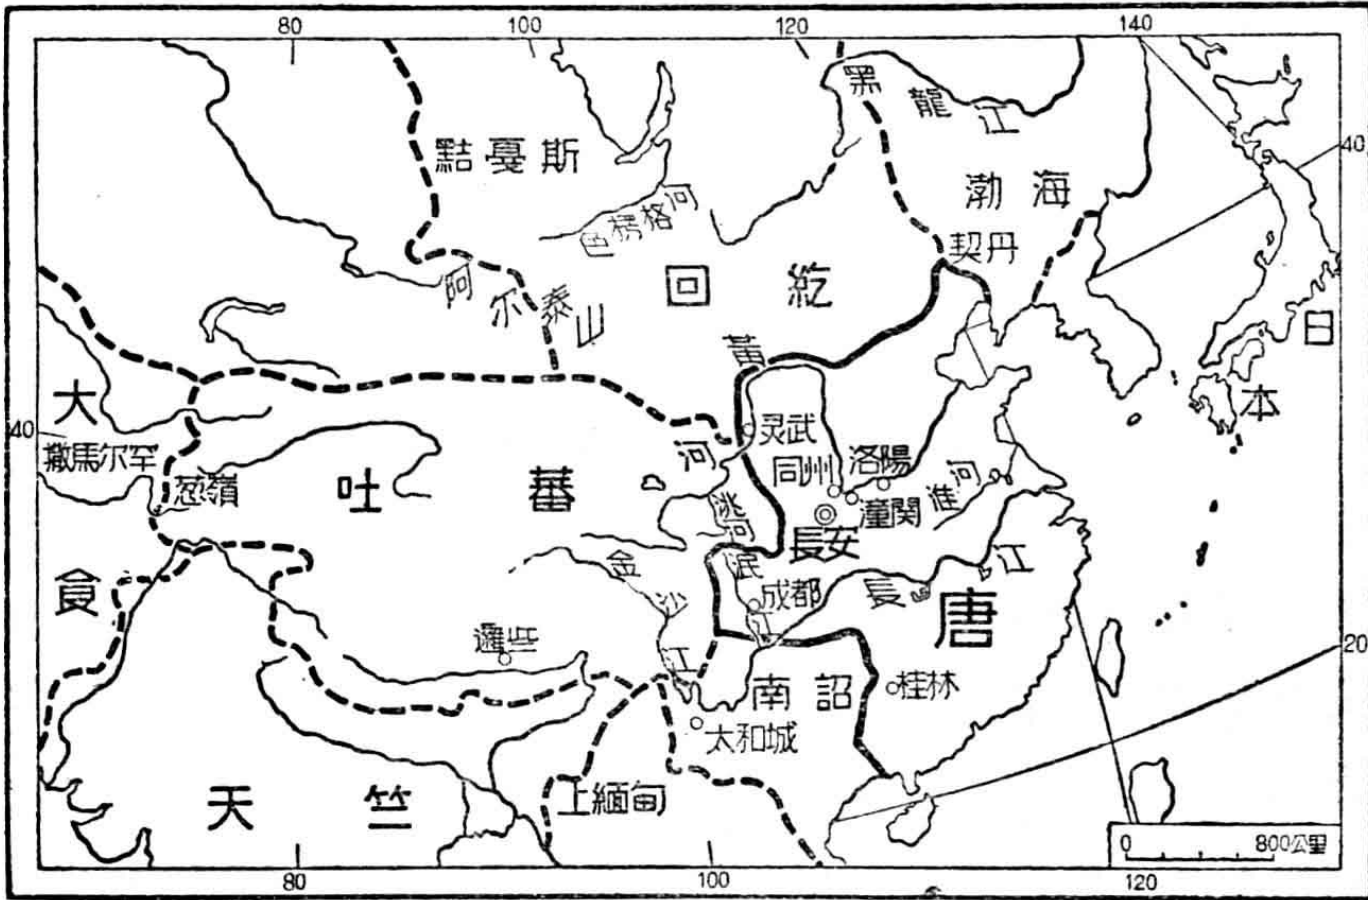 80 100 120 140
黑龍江
黠戛斯
40
渤海
色楞格河
契丹
回紇
阿尔泰山
日本
黃河
大食
40
灵武
撒馬尔罕
洛陽
同州
葱嶺
吐蕃
洮河
潼関
淮河
長安
金沙江
岷江
成都
長江
唐
邏些
20
南詔
桂林
太和城
天竺
上緬甸
0 800公里
80 100 120